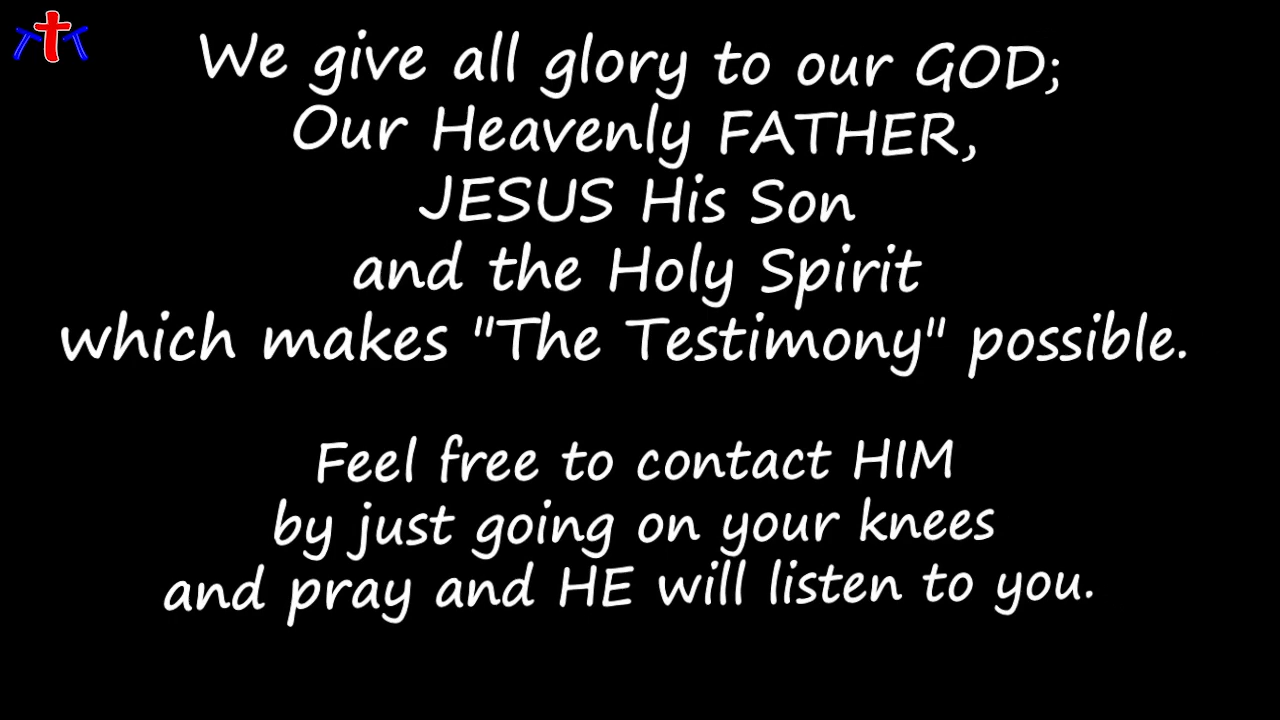 We give all glory to our GOD;
Our Heavenly FATHER,
JESUS His Son
and the Holy Spirit
which makes "The Testimony" possible.
Feel free to contact HIM
by just going on your knees
and pray and HE will listen to you.